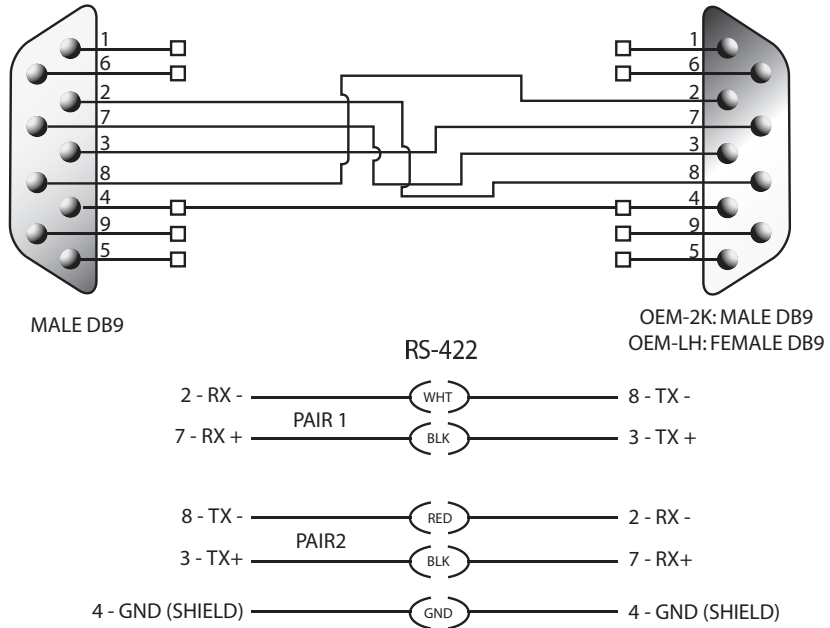 1 1
6 6
2 2
7 7
3 3
8 8
4 4
9 9
5 5
MALE DB9
OEM-2K: MALE DB9
OEM-LH: FEMALE DB9
RS-422
2 - RX - WHT 8 - TX -
PAIR 1
7 - RX + BLK 3 - TX +
8 - TX - RED 2 - RX -
PAIR2
3 - TX+ BLK 7 - RX+
4 - GND (SHIELD) GND 4 - GND (SHIELD)